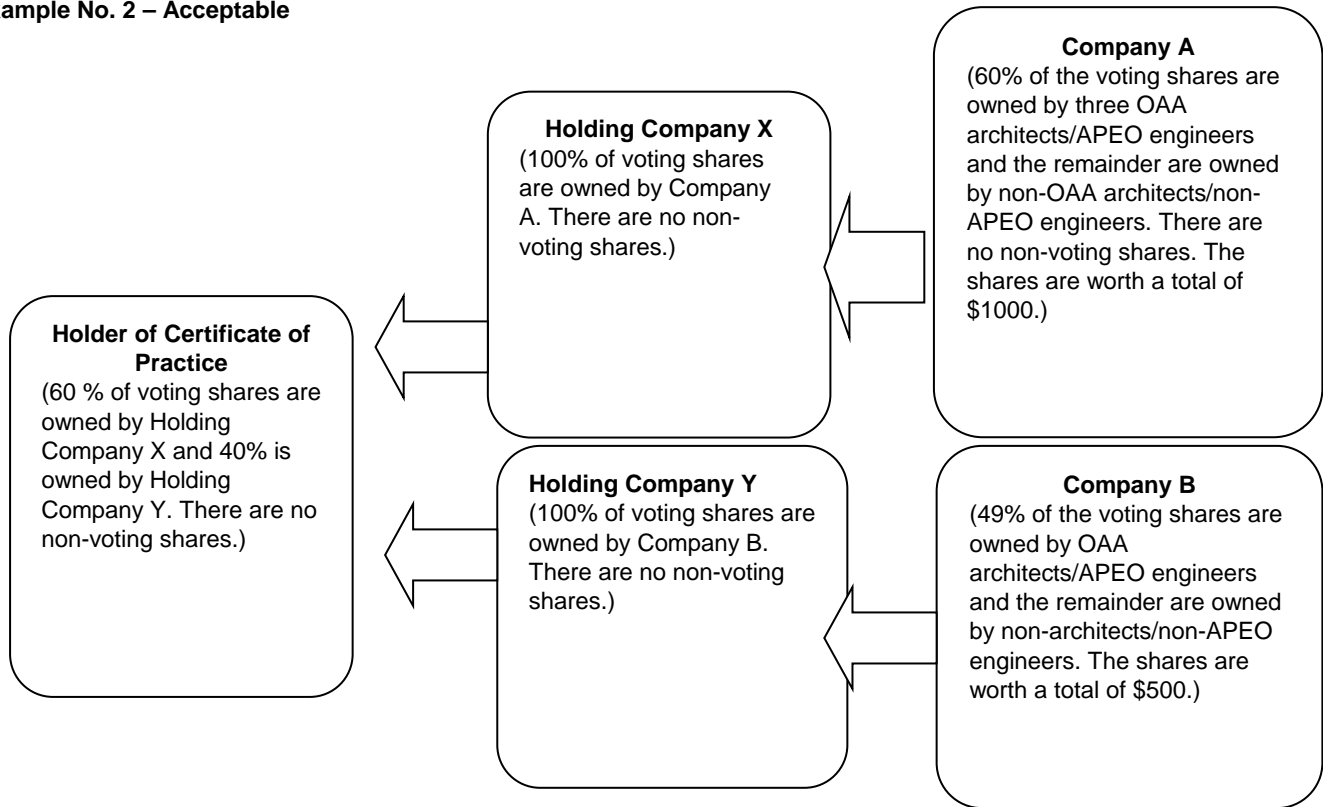 ample No. 2 – Acceptable
Company A
(60% of the voting shares are
owned by three OAA
architects/APEO engineers
and the remainder are owned
by non-OAA architects/non-
APEO engineers. There are
no non-voting shares. The
shares are worth a total of
$1000.)
Holding Company X
(100% of voting shares
are owned by Company
A. There are no non-
voting shares.)
Holder of Certificate of
Practice
(60 % of voting shares are
owned by Holding
Company X and 40% is
owned by Holding
Company Y. There are no
non-voting shares.)
Holding Company Y
(100% of voting shares are
owned by Company B.
There are no non-voting
shares.)
Company B
(49% of the voting shares are
owned by OAA
architects/APEO engineers
and the remainder are owned
by non-architects/non-APEO
engineers. The shares are
worth a total of $500.)